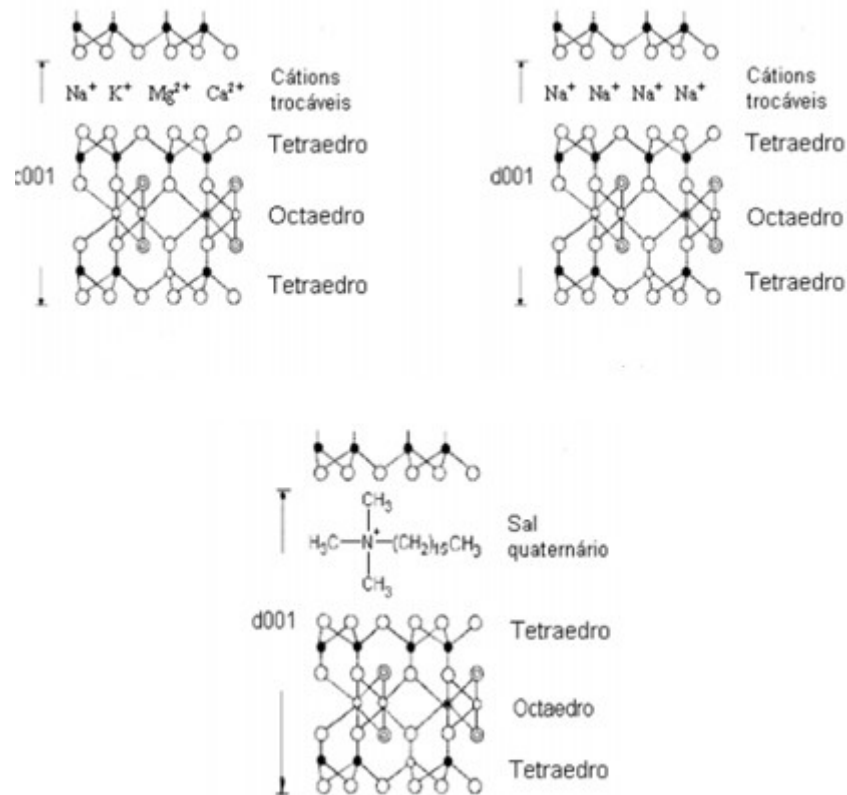 Na⁺ K⁺ Mg²⁺ Ca²⁺
Cátions
trocáveis
Tetraedro
c001
Octaedro
Tetraedro
Na⁺ Na⁺ Na⁺ Na⁺
Cátions
trocáveis
Tetraedro
d001
Octaedro
Tetraedro
CH₃
H₃C—N⁺—(CH₂)₁₅CH₃
CH₃
Sal
quaternário
d001
Tetraedro
Octaedro
Tetraedro